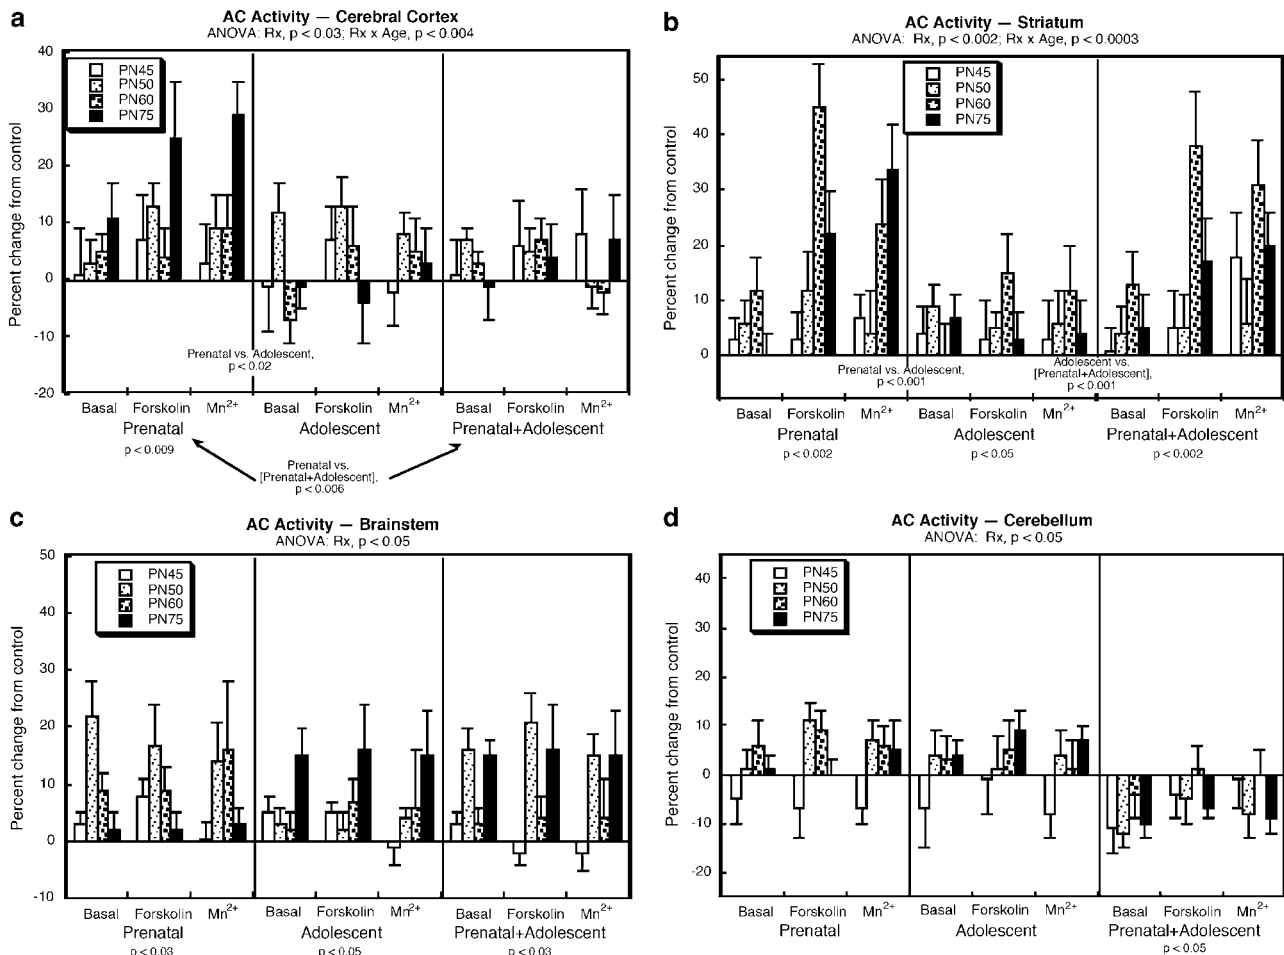 a
AC Activity — Cerebral Cortex
ANOVA: Rx, p < 0.03; Rx x Age, p < 0.004
Percent change from control
40
30
20
10
0
-10
-20
PN45
PN50
PN60
PN75
Prenatal vs. Adolescent,
p < 0.02
Basal Forskolin Mn2+ Basal Forskolin Mn2+ Basal Forskolin Mn2+
Prenatal Adolescent Prenatal+Adolescent
p < 0.009
Prenatal vs.
[Prenatal+Adolescent],
p < 0.006
b
AC Activity — Striatum
ANOVA: Rx, p < 0.002; Rx x Age, p < 0.0003
Percent change from control
50
40
30
20
10
0
PN45
PN50
PN60
PN75
Prenatal vs. Adolescent,
p < 0.001
Adolescent vs.
[Prenatal+Adolescent],
p < 0.001
Basal Forskolin Mn2+ Basal Forskolin Mn2+ Basal Forskolin Mn2+
Prenatal Adolescent Prenatal+Adolescent
p < 0.002 p < 0.05 p < 0.002
c
AC Activity — Brainstem
ANOVA: Rx, p < 0.05
Percent change from control
50
40
30
20
10
0
-10
PN45
PN50
PN60
PN75
Basal Forskolin Mn2+ Basal Forskolin Mn2+ Basal Forskolin Mn2+
Prenatal Adolescent Prenatal+Adolescent
p < 0.03 p < 0.05 p < 0.03
d
AC Activity — Cerebellum
ANOVA: Rx, p < 0.05
Percent change from control
40
30
20
10
0
-10
-20
PN45
PN50
PN60
PN75
Basal Forskolin Mn2+ Basal Forskolin Mn2+ Basal Forskolin Mn2+
Prenatal Adolescent Prenatal+Adolescent
p < 0.05